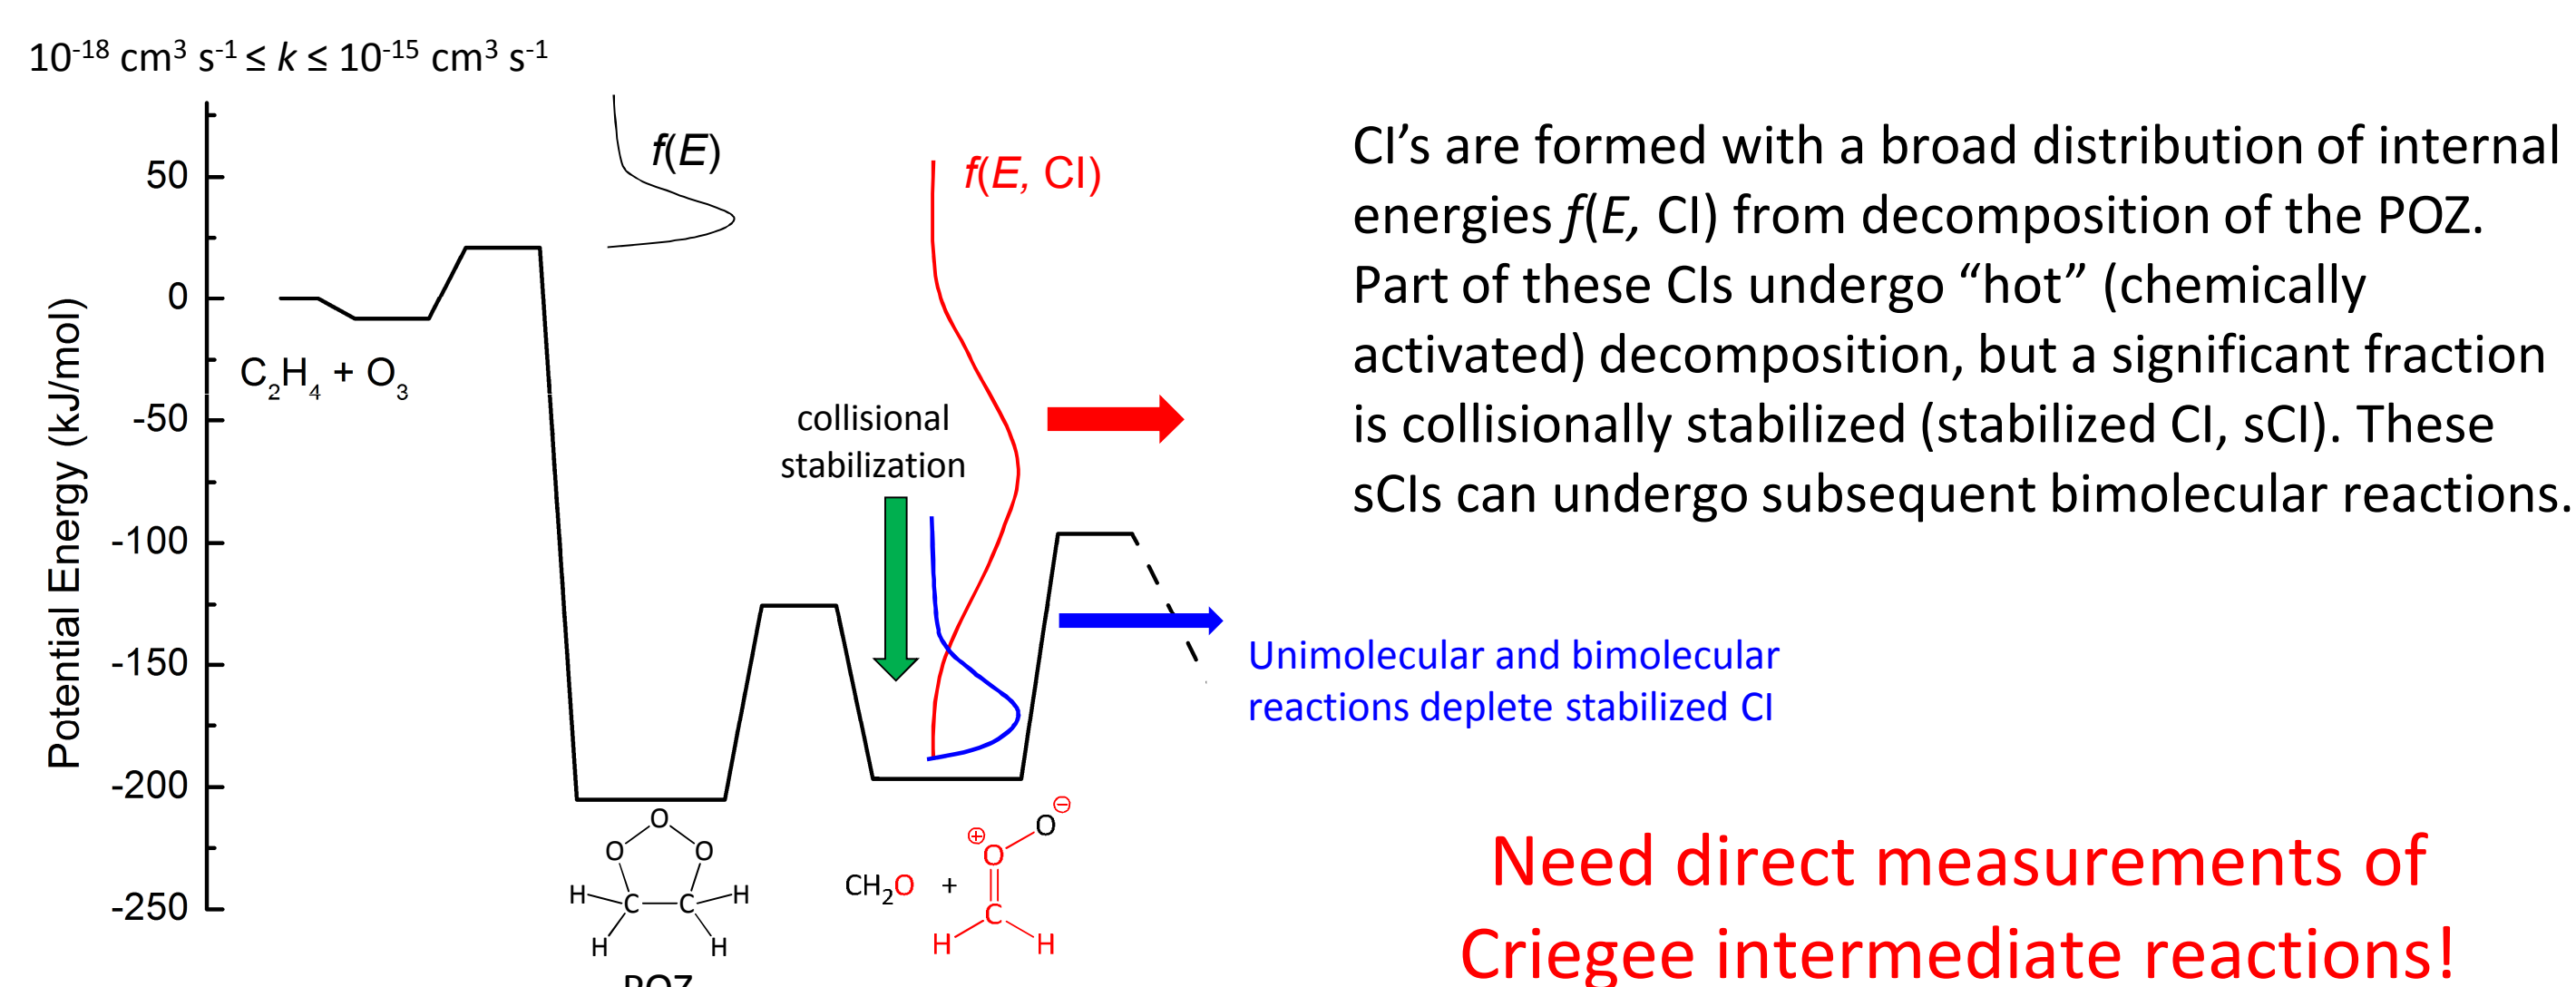 10⁻¹⁸ cm³ s⁻¹ ≤ k ≤ 10⁻¹⁵ cm³ s⁻¹
f(E)
f(E, CI)
50
0
-50
-100
-150
-200
-250
Potential Energy (kJ/mol)
C₂H₄ + O₃
collisional
stabilization
CI’s are formed with a broad distribution of internal
energies f(E, CI) from decomposition of the POZ.
Part of these CIs undergo “hot” (chemically
activated) decomposition, but a significant fraction
is collisionally stabilized (stabilized CI, sCI). These
sCIs can undergo subsequent bimolecular reactions.
Unimolecular and bimolecular
reactions deplete stabilized CI
O
O O
H C C H
H H
POZ
CH₂O +
⊖
O
⊕
O
C
H H
Need direct measurements of
Criegee intermediate reactions!